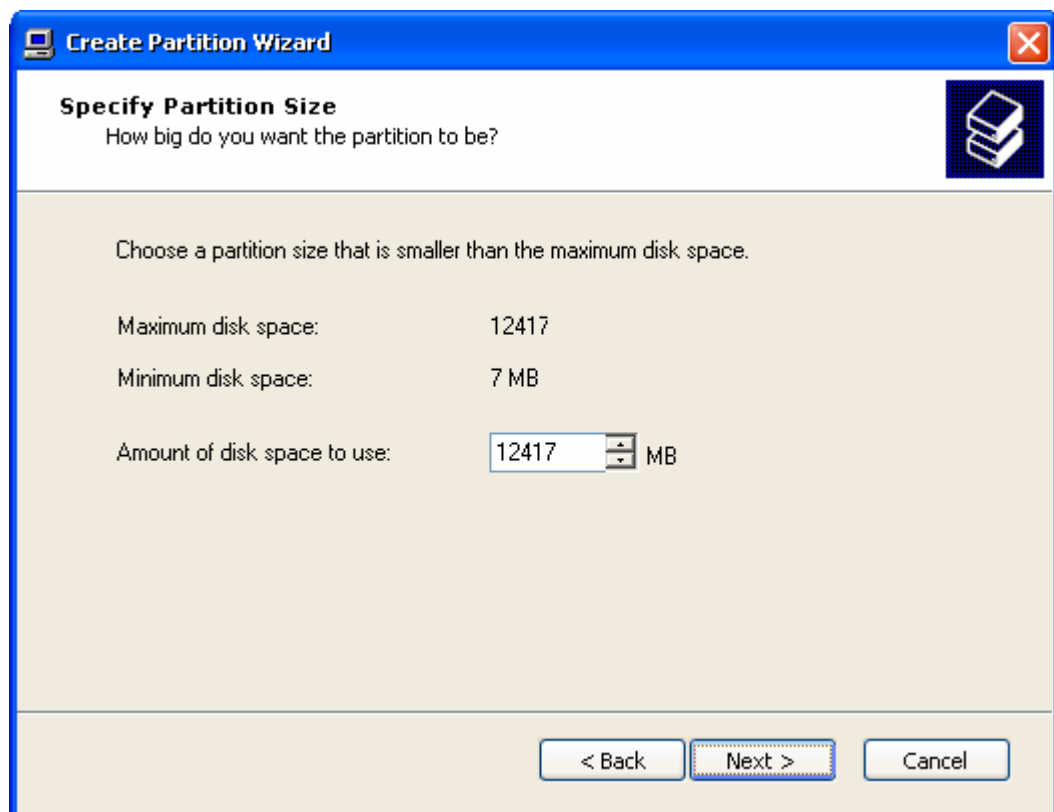 Create Partition Wizard
Specify Partition Size
How big do you want the partition to be?
Choose a partition size that is smaller than the maximum disk space.
Maximum disk space: 12417
Minimum disk space: 7 MB
Amount of disk space to use: 12417 MB
< Back Next > Cancel